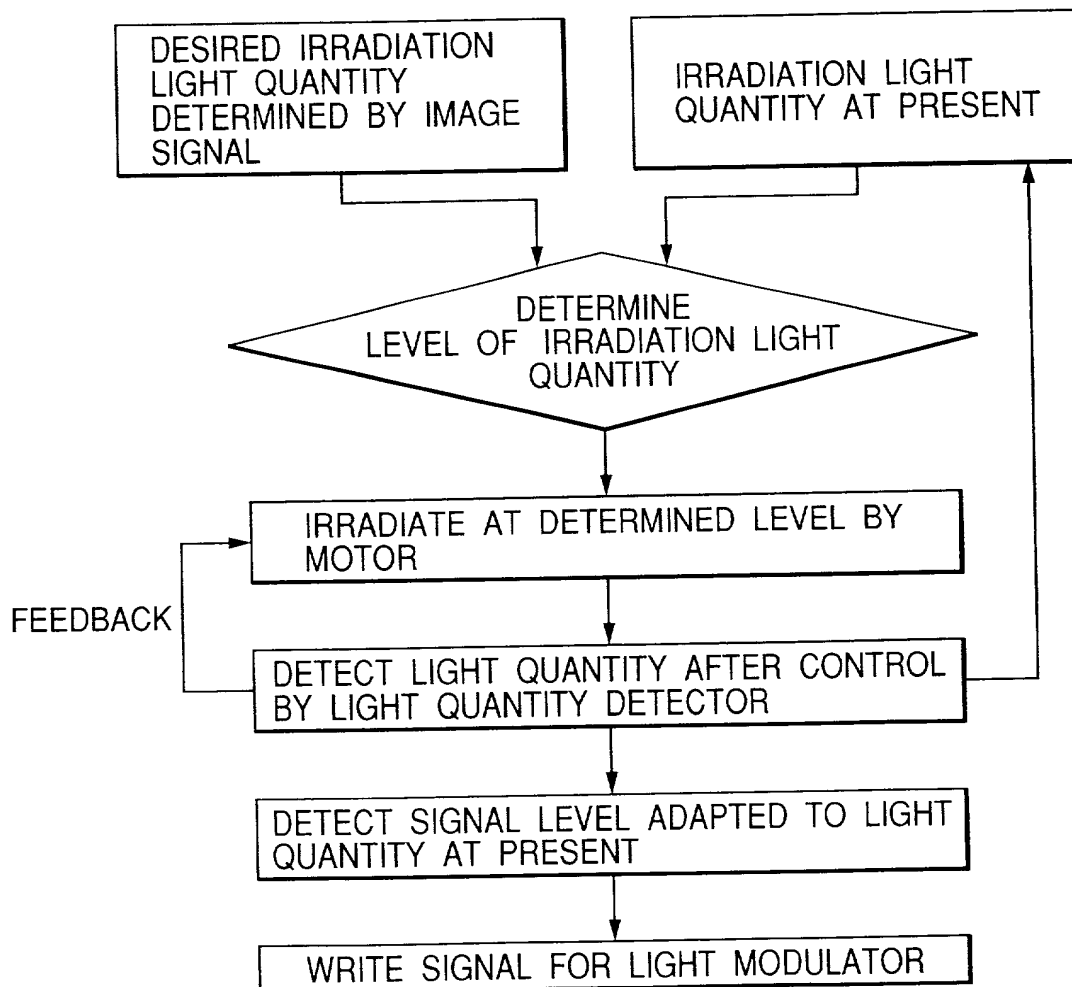 DESIRED IRRADIATION
LIGHT QUANTITY
DETERMINED BY IMAGE
SIGNAL
IRRADIATION LIGHT
QUANTITY AT PRESENT
DETERMINE
LEVEL OF IRRADIATION LIGHT
QUANTITY
IRRADIATE AT DETERMINED LEVEL BY
MOTOR
FEEDBACK
DETECT LIGHT QUANTITY AFTER CONTROL
BY LIGHT QUANTITY DETECTOR
DETECT SIGNAL LEVEL ADAPTED TO LIGHT
QUANTITY AT PRESENT
WRITE SIGNAL FOR LIGHT MODULATOR